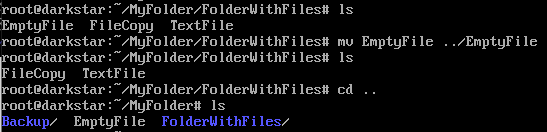 root@darkstar:~/MyFolder/FolderWithFiles# ls
EmptyFile  FileCopy  TextFile
root@darkstar:~/MyFolder/FolderWithFiles# mv EmptyFile ../EmptyFile
root@darkstar:~/MyFolder/FolderWithFiles# ls
FileCopy  TextFile
root@darkstar:~/MyFolder/FolderWithFiles# cd ..
root@darkstar:~/MyFolder# ls
Backup/  EmptyFile  FolderWithFiles/